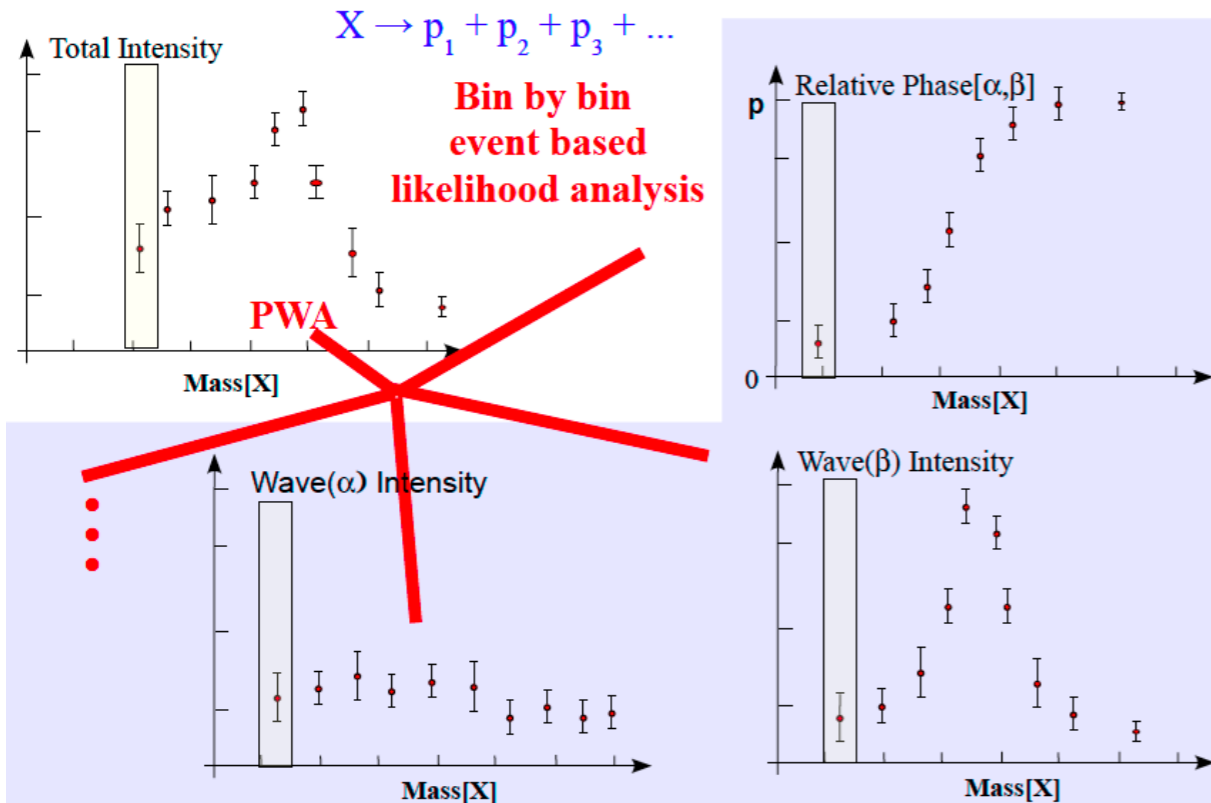 X → p₁ + p₂ + p₃ + ...
Total Intensity
Bin by bin
event based
likelihood analysis
PWA
Mass[X]
Relative Phase[α,β]
p
0
Mass[X]
Wave(α) Intensity
Mass[X]
Wave(β) Intensity
Mass[X]